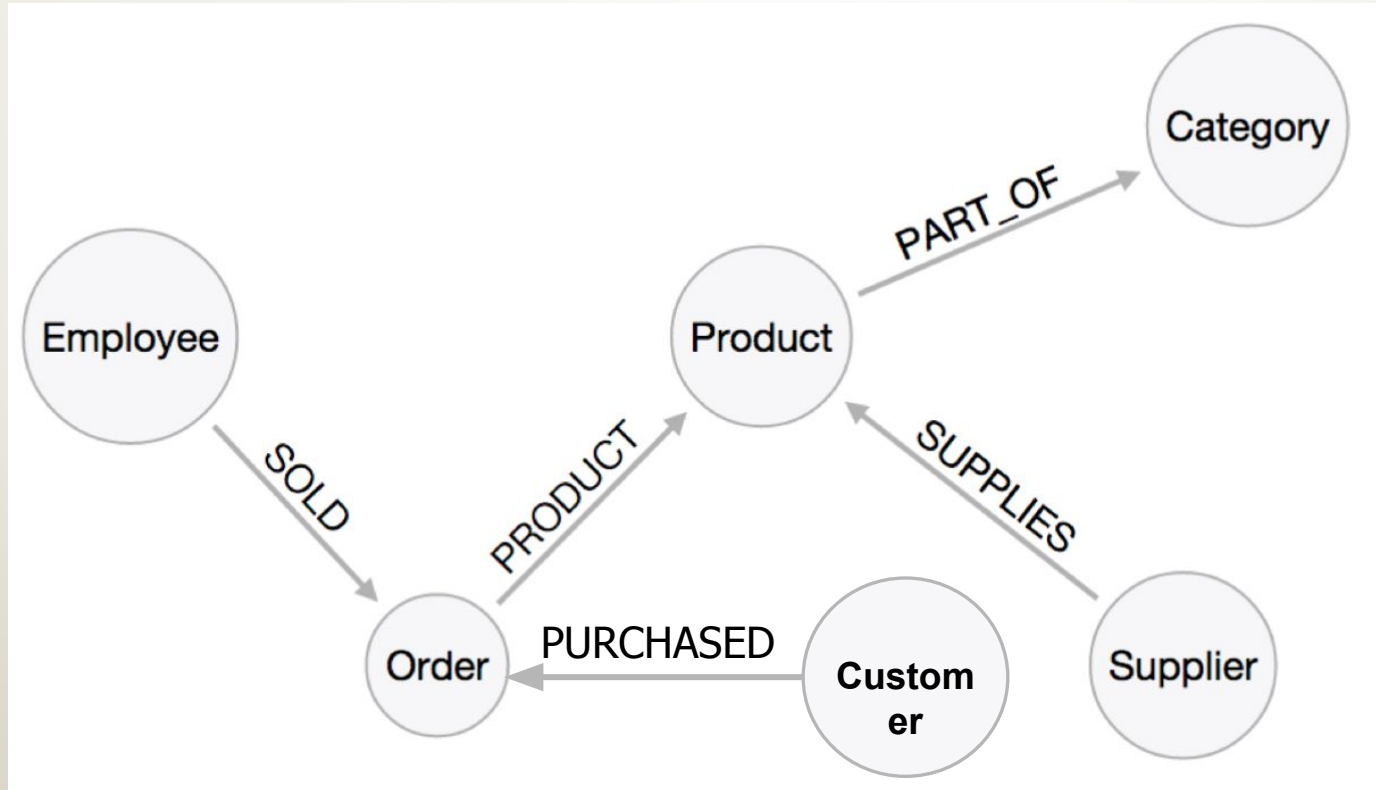 Category
PART_OF
Employee
Product
SOLD
PRODUCT
SUPPLIES
PURCHASED
Order
Custom
er
Supplier